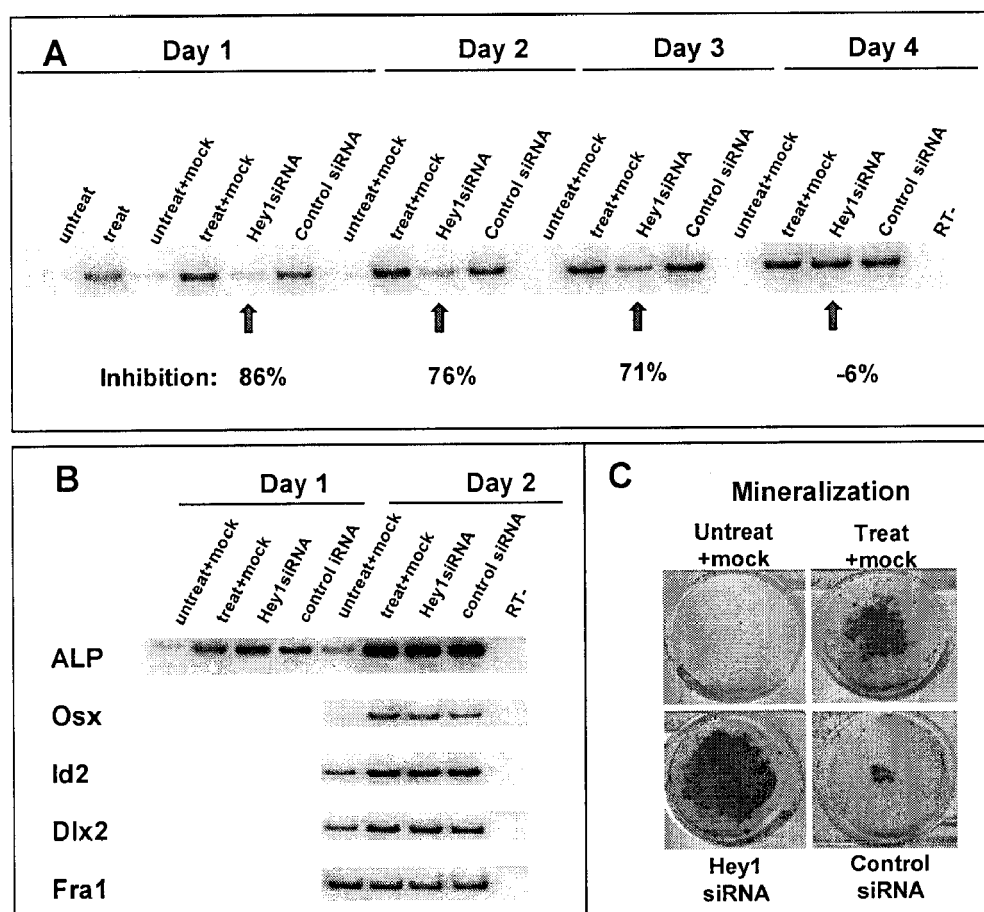 A
Day 1 Day 2 Day 3 Day 4
untreat treat untreat+mock treat+mock Hey1siRNA Control siRNA untreat+mock treat+mock Hey1siRNA Control siRNA untreat+mock treat+mock Hey1siRNA Control siRNA untreat+mock treat+mock Hey1siRNA Control siRNA RT-
Inhibition: 86% 76% 71% -6%
B
Day 1 Day 2
untreat+mock treat+mock Hey1siRNA control iRNA untreat+mock treat+mock Hey1siRNA control siRNA RT-
ALP
Osx
Id2
Dlx2
Fra1
C
Mineralization
Untreat
+mock
Treat
+mock
Hey1
siRNA
Control
siRNA